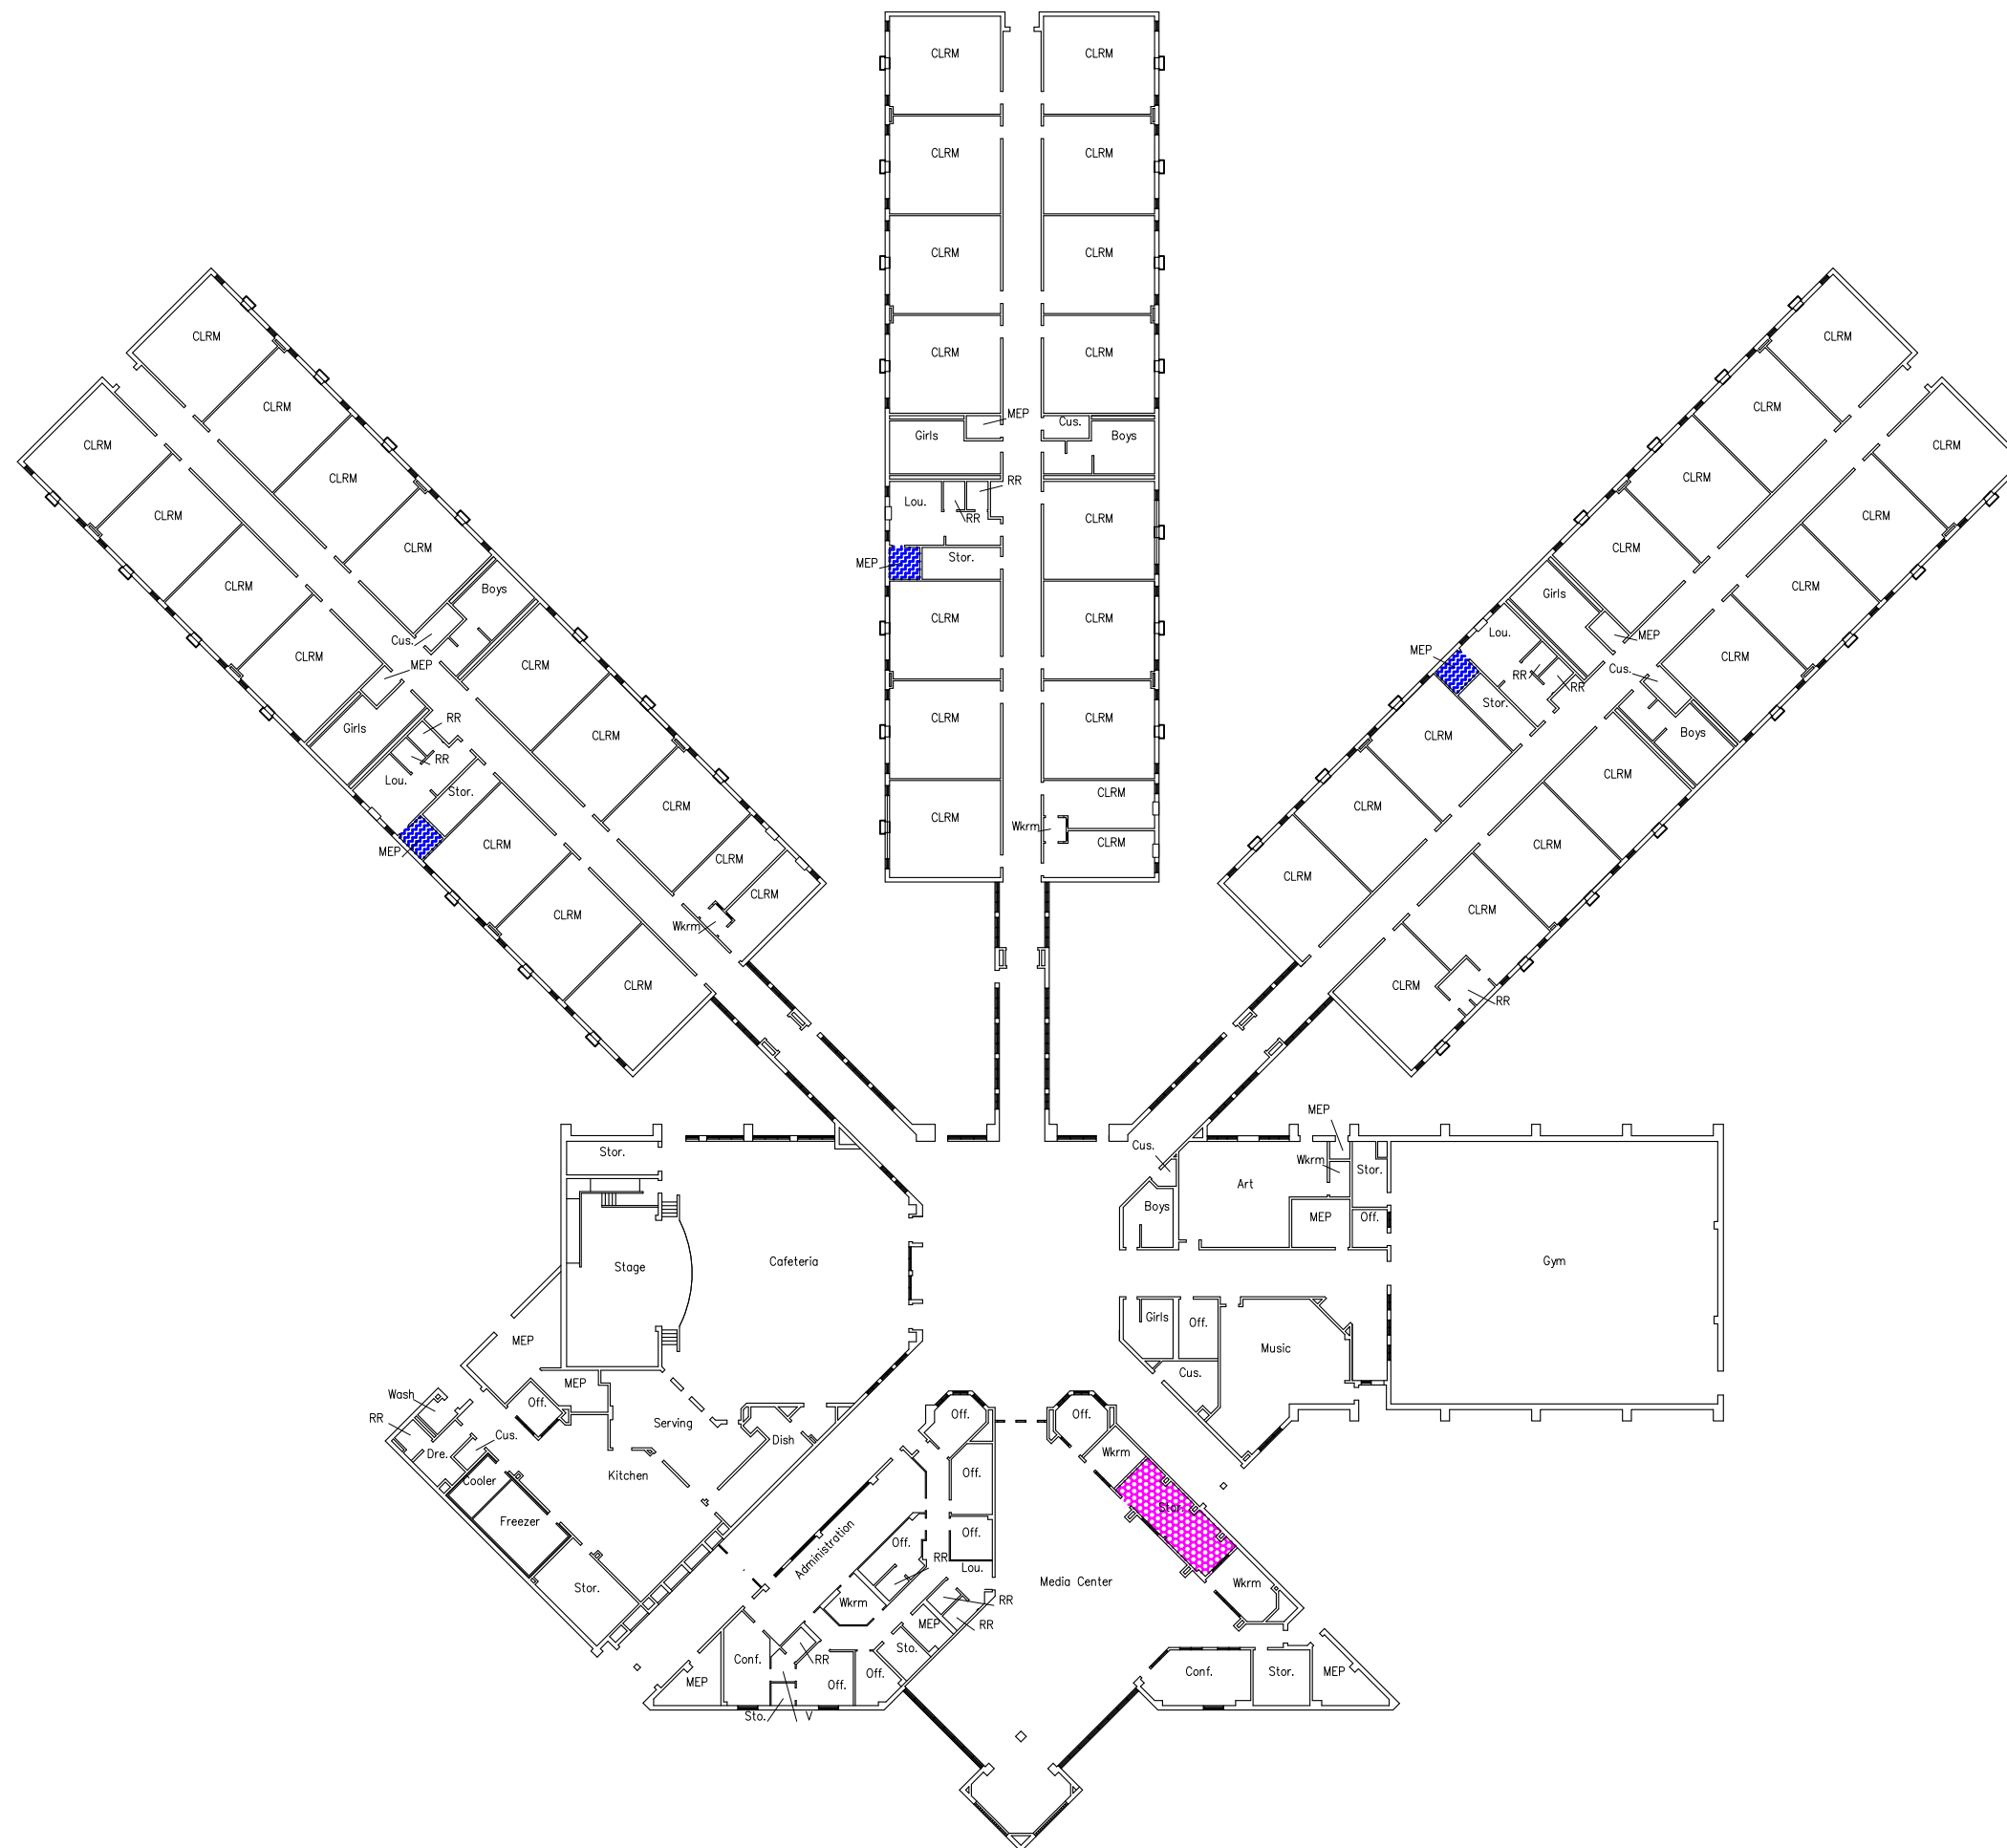 CLRM CLRM
CLRM CLRM
CLRM CLRM
CLRM CLRM
MEP Cus.
Girls Boys
RR
Lou. RR CLRM
MEP Stor.
CLRM CLRM
CLRM CLRM
CLRM CLRM
Wkrm CLRM
CLRM
CLRM
CLRM
CLRM
CLRM
CLRM
CLRM
CLRM
CLRM
Boys
Cus.
MEP
Girls
RR
RR
Lou.
Stor.
MEP
CLRM
CLRM
CLRM
CLRM
CLRM
CLRM
CLRM
CLRM
Wkrm
CLRM
CLRM
CLRM
CLRM
CLRM
CLRM
CLRM
CLRM
Girls
MEP
Lou.
MEP
RR
RR
Cus.
Stor.
Boys
CLRM
CLRM
CLRM
CLRM
CLRM
CLRM
CLRM
RR
Stor.
Stage
Cafeteria
MEP
MEP
Off.
Wash
RR
Dre.
Cus.
Cooler
Freezer
Serving
Kitchen
Dish
Stor.
MEP
Cus.
Wkrm
Stor.
Art
Boys
MEP
Off.
Gym
Girls
Off.
Music
Cus.
Off.
Off.
Wkrm
Off.
Stor.
Administration
Off.
Off.
RR
Lou.
Media Center
Wkrm
Wkrm
RR
MEP
RR
Sto.
Conf.
RR
MEP
Off.
Off.
Sto.
V
Conf.
Stor.
MEP